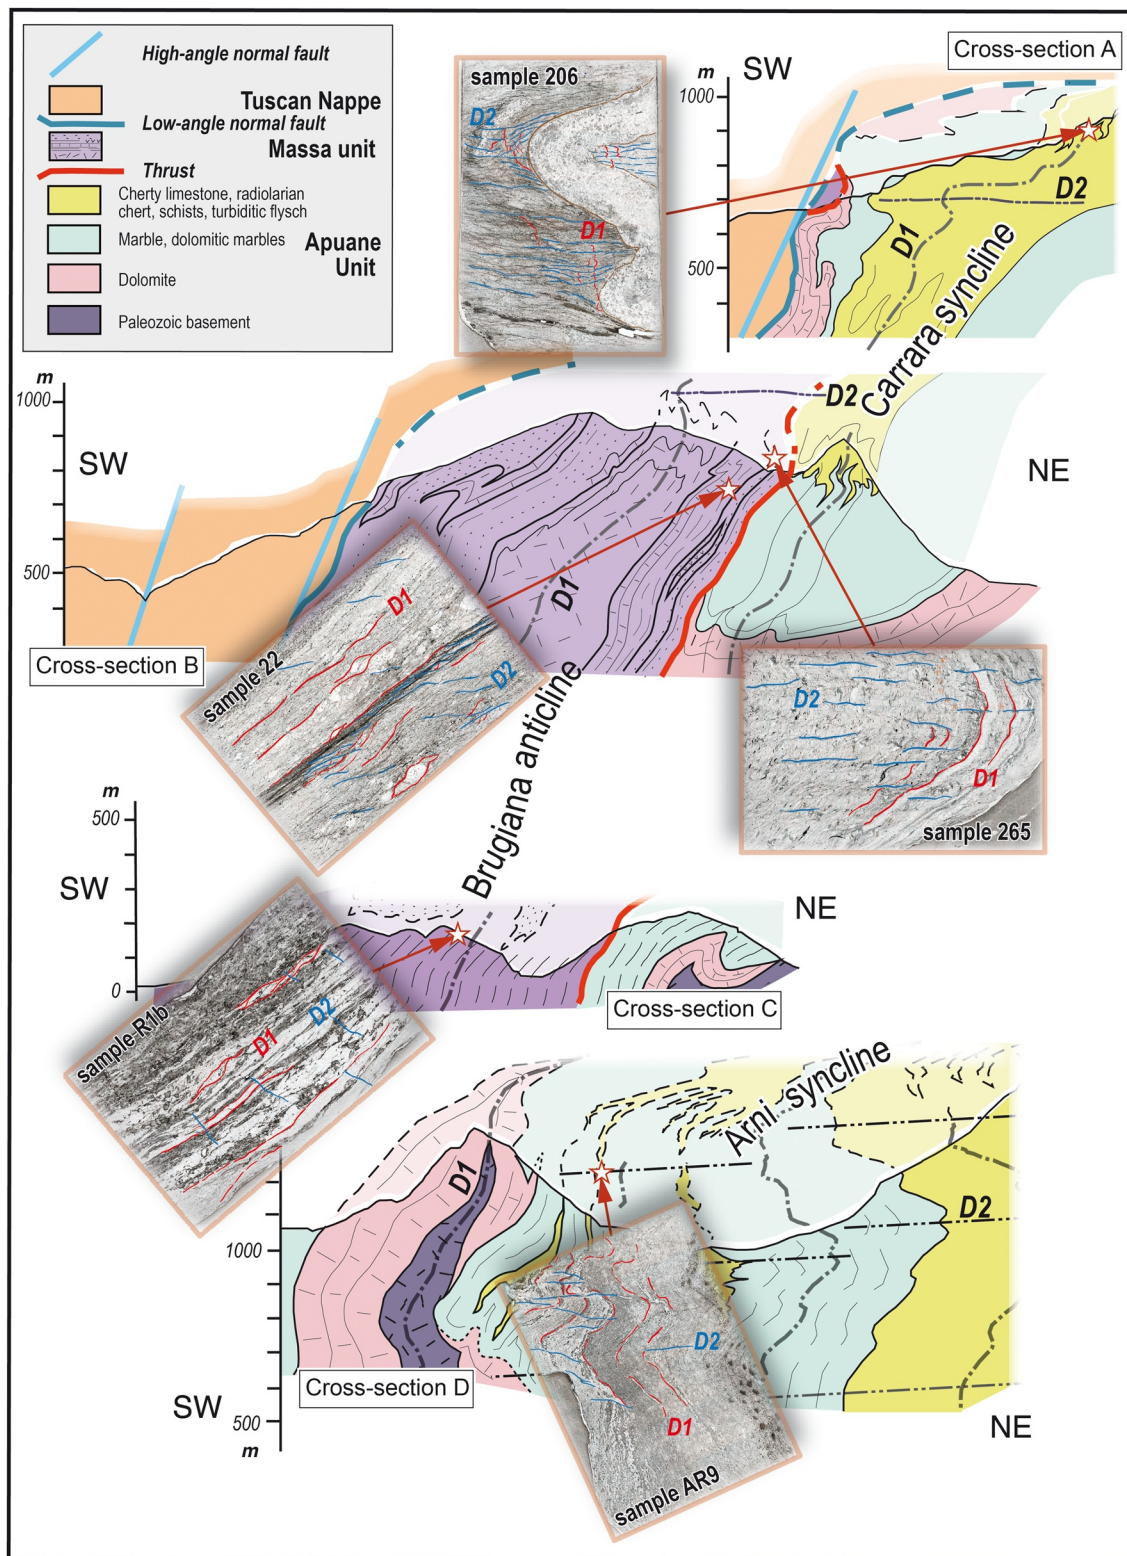 High-angle normal fault
Tuscan Nappe
Low-angle normal fault
Massa unit
Thrust
Cherty limestone, radiolarian
chert, schists, turbiditic flysch
Marble, dolomitic marbles
Apuane
Unit
Dolomite
Paleozoic basement
sample 206
D2
D1
SW
Cross-section A
m
1000
500
D1
D2
Carrara syncline
m
1000
500
SW
NE
D2
D1
Cross-section B
sample 22
D1
D2
D2
D1
sample 265
Brugiana anticline
m
500
0
SW
NE
Cross-section C
sample R1b
D1
D2
Arni syncline
D1
D2
1000
500
m
SW
NE
Cross-section D
D2
D1
sample AR9